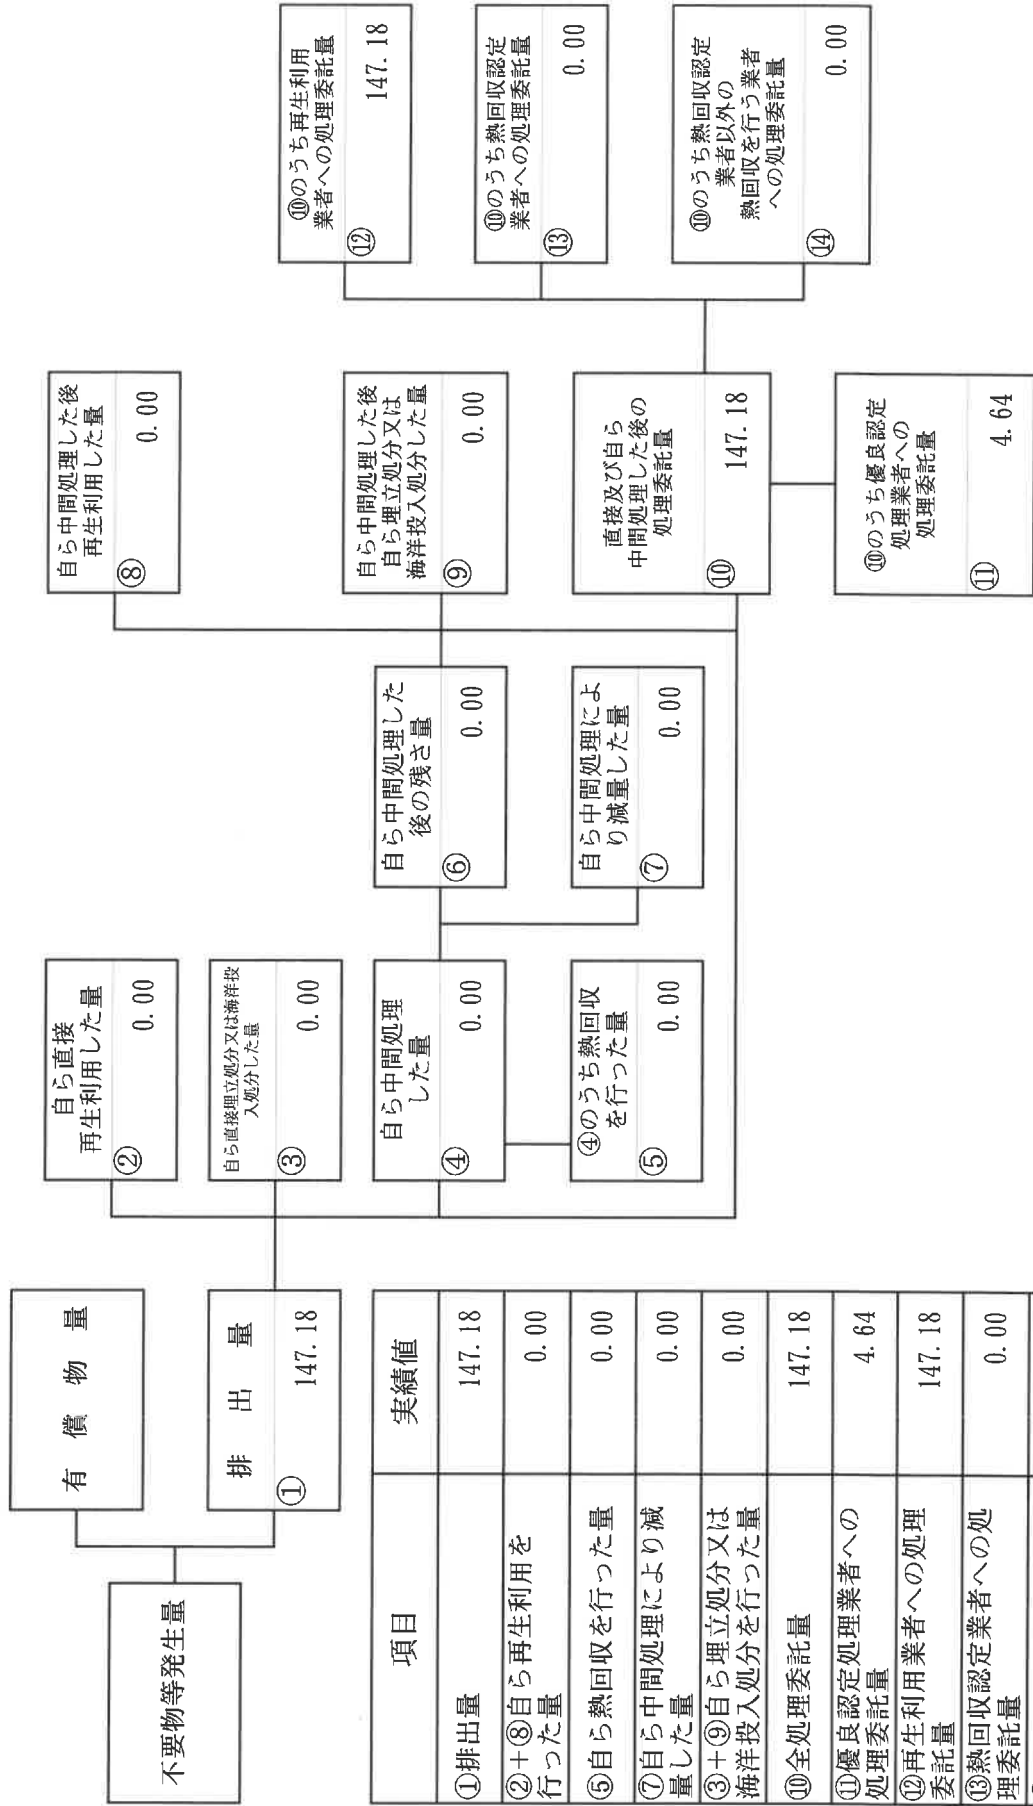 不要物等発生量
有償物量
排出量
① 147.18
自ら直接
再生利用した量
② 0.00
自ら直接埋立処分又は海洋投
入処分した量
③ 0.00
自ら中間処理
した量
④ 0.00
④のうち熱回収
を行った量
⑤ 0.00
自ら中間処理した
後の残さ量
⑥ 0.00
自ら中間処理によ
り減量した量
⑦ 0.00
自ら中間処理した後
再生利用した量
⑧ 0.00
自ら中間処理した後
自ら埋立処分又は
海洋投入処分した量
⑨ 0.00
直接及び自ら
中間処理した後の
処理委託量
⑩ 147.18
⑩のうち優良認定
処理業者への
処理委託量
⑪ 4.64
⑩のうち再生利用
業者への処理委託量
⑫ 147.18
⑩のうち熱回収認定
業者への処理委託量
⑬ 0.00
⑩のうち熱回収認定
業者以外の
熱回収を行う業者
への処理委託量
⑭ 0.00
項目 実績値
①排出量 147.18
②+⑧自ら再生利用を
行った量 0.00
⑤自ら熱回収を行った量 0.00
⑦自ら中間処理により減
量した量 0.00
③+⑨自ら埋立処分又は
海洋投入処分を行った量 0.00
⑩全処理委託量 147.18
⑪優良認定処理業者への
処理委託量 4.64
⑫再生利用業者への処理
委託量 147.18
⑬熱回収認定業者への処
理委託量 0.00